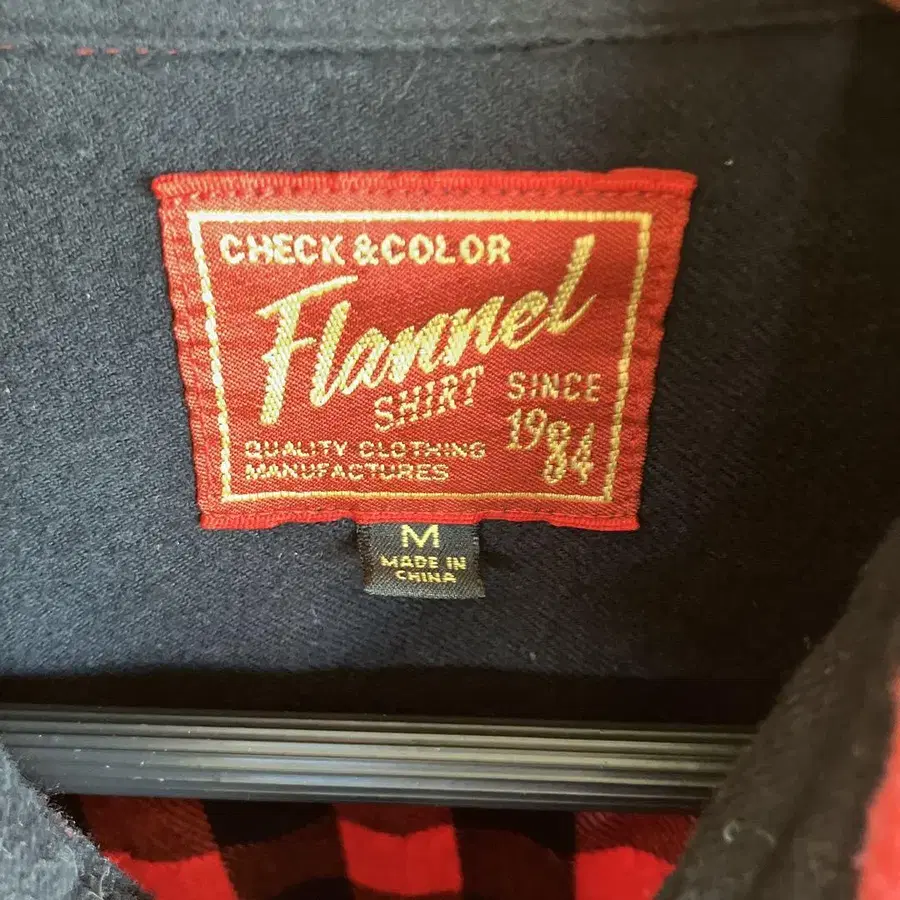 CHECK &COLOR
Flannel
SHIRT
SINCE
1984
QUALITY CLOTHING
MANUFACTURES
M
MADE IN
CHINA